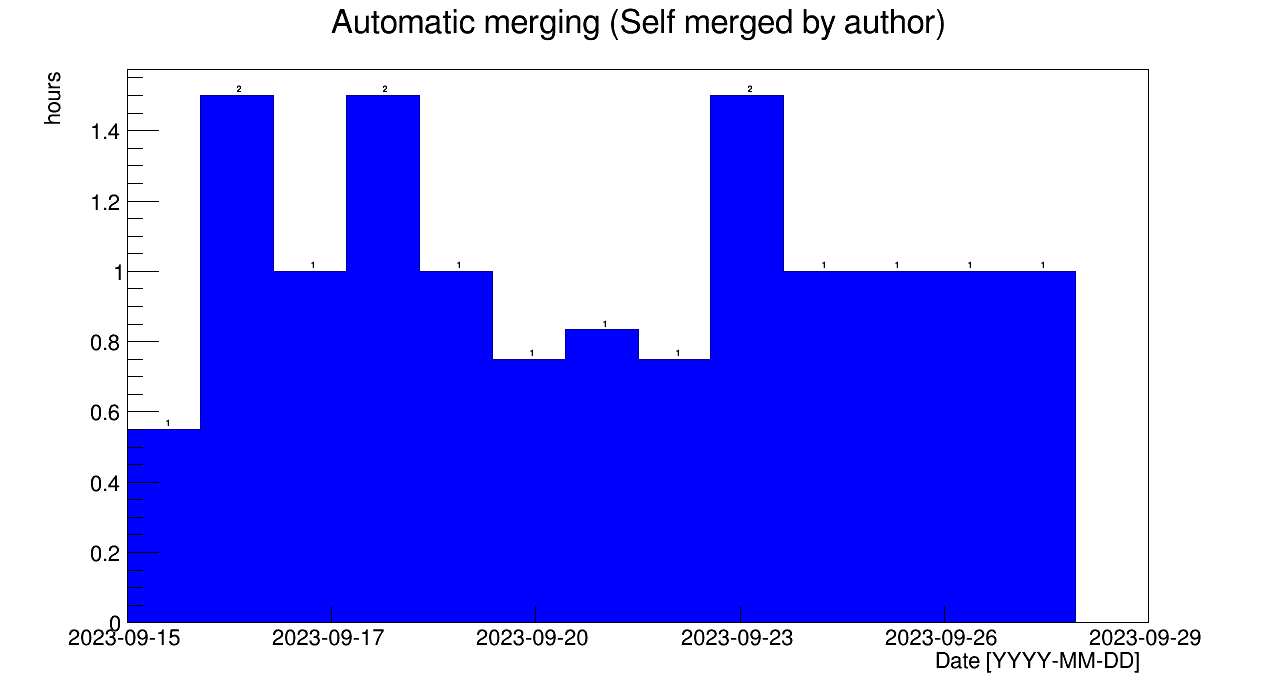 Automatic merging (Self merged by author)
hours
2 2 2
1.4
1.2
1 1 1 1 1 1 1
1
0.8
1 1 1
0.6
1
0.4
0.2
0
2023-09-15 2023-09-17 2023-09-20 2023-09-23 2023-09-26 2023-09-29
Date [YYYY-MM-DD]